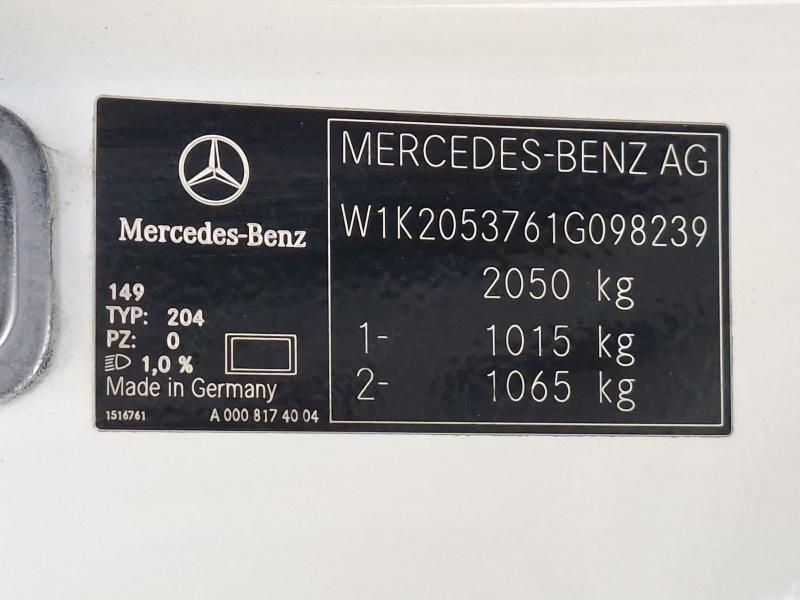 Mercedes-Benz
149
TYP: 204
PZ: 0
1,0 %
Made in Germany
1516761 A 000 817 40 04
MERCEDES-BENZ AG
W1K2053761G098239
2050 kg
1- 1015 kg
2- 1065 kg